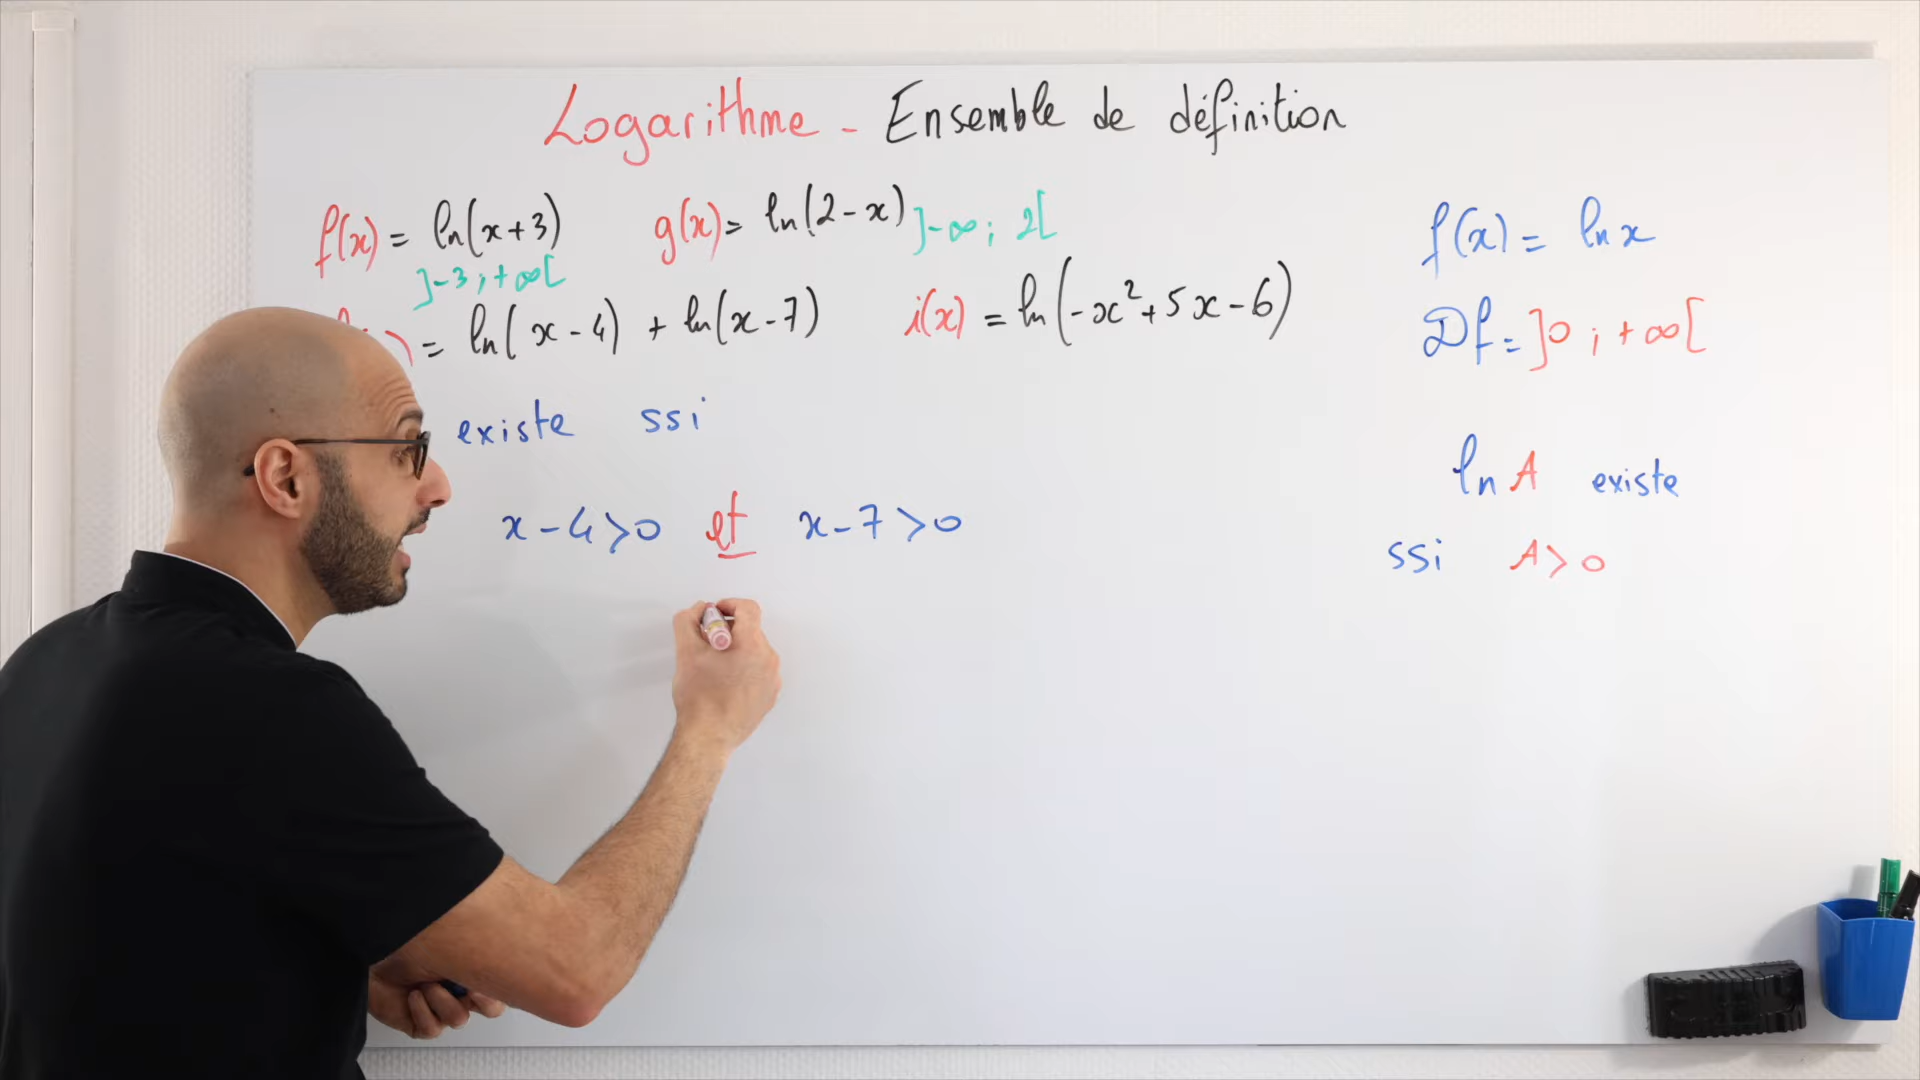 Logarithme - Ensemble de définition
f(x) = ln(x+3)
]-3 ; +∞[
g(x) = ln(2-x) ]-∞ ; 2[
= ln(x-4) + ln(x-7)
i(x) = ln(-x²+5x-6)
existe ssi
x-4>0 et x-7>0
f(x) = ln x
Df = ]0 ; +∞[
ln A existe
ssi A>0